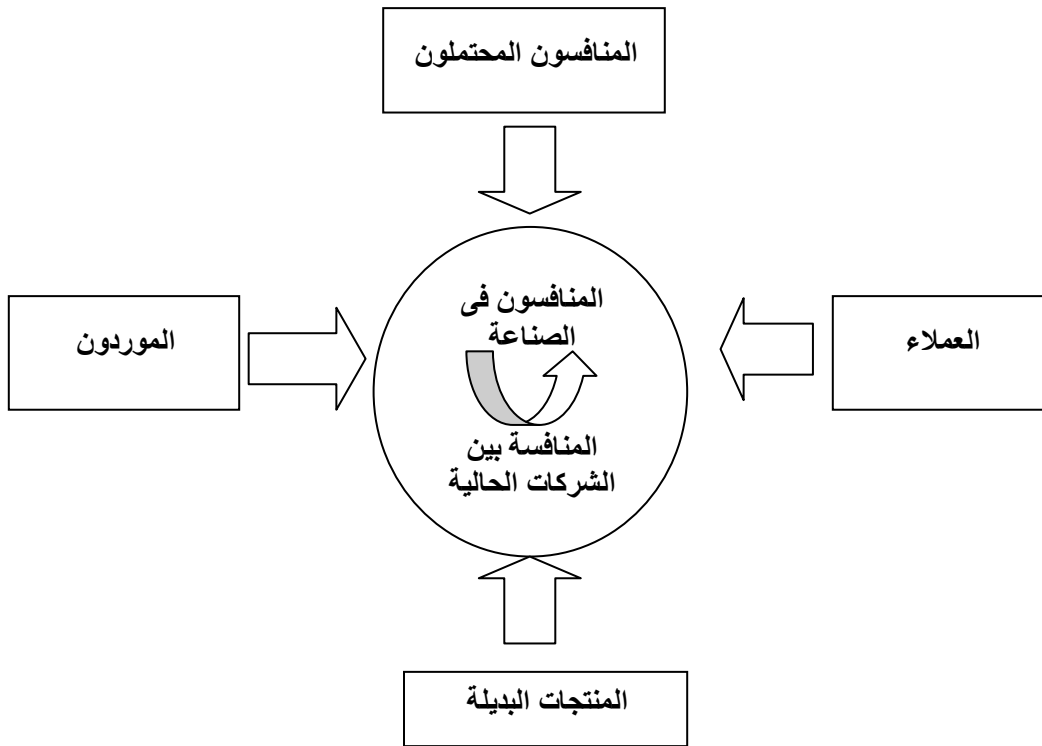 المنافسون المحتملون
المنافسون فى
الصناعة
العملاء
الموردون
المنافسة بين
الشركات الحالية
المنتجات البديلة